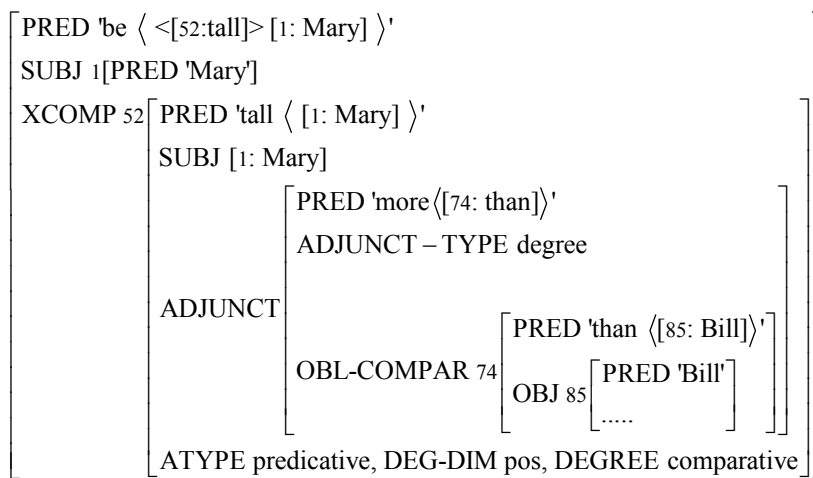 PRED 'be ⟨ <[52:tall]> [1: Mary] ⟩'
SUBJ 1[PRED 'Mary']
XCOMP 52 PRED 'tall ⟨ [1: Mary] ⟩'
SUBJ [1: Mary]
PRED 'more⟨[74: than]⟩'
ADJUNCT – TYPE degree
ADJUNCT
PRED 'than ⟨[85: Bill]⟩'
OBL-COMPAR 74
OBJ 85 PRED 'Bill'
.....
ATYPE predicative, DEG-DIM pos, DEGREE comparative